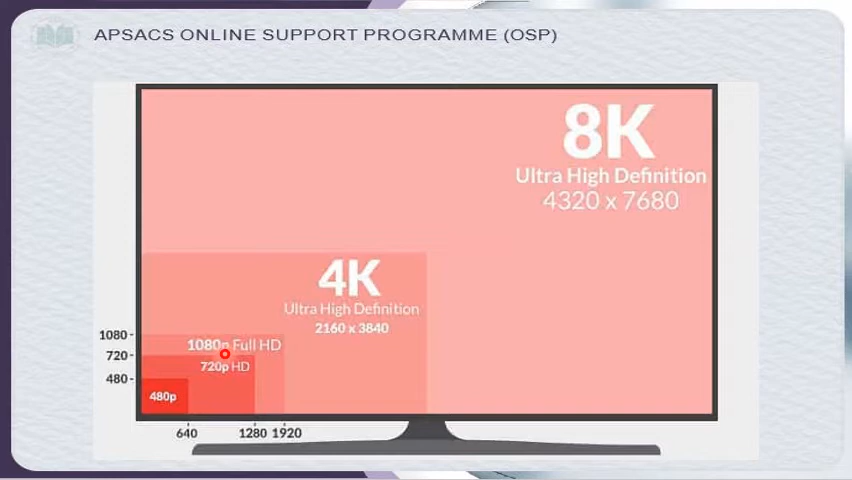 APSACS ONLINE SUPPORT PROGRAMME (OSP)
8K
Ultra High Definition
4320 x 7680
4K
Ultra High Definition
2160 x 3840
1080p Full HD
720p HD
480p
1080-
720-
480-
640
1280
1920